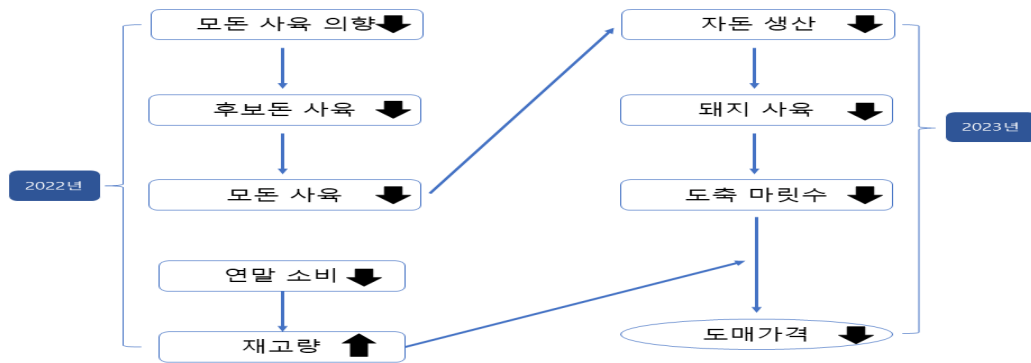 모돈 사육 의향
후보돈 사육
모돈 사육
연말 소비
재고량
2022년
자돈 생산
돼지 사육
도축 마릿수
도매가격
2023년